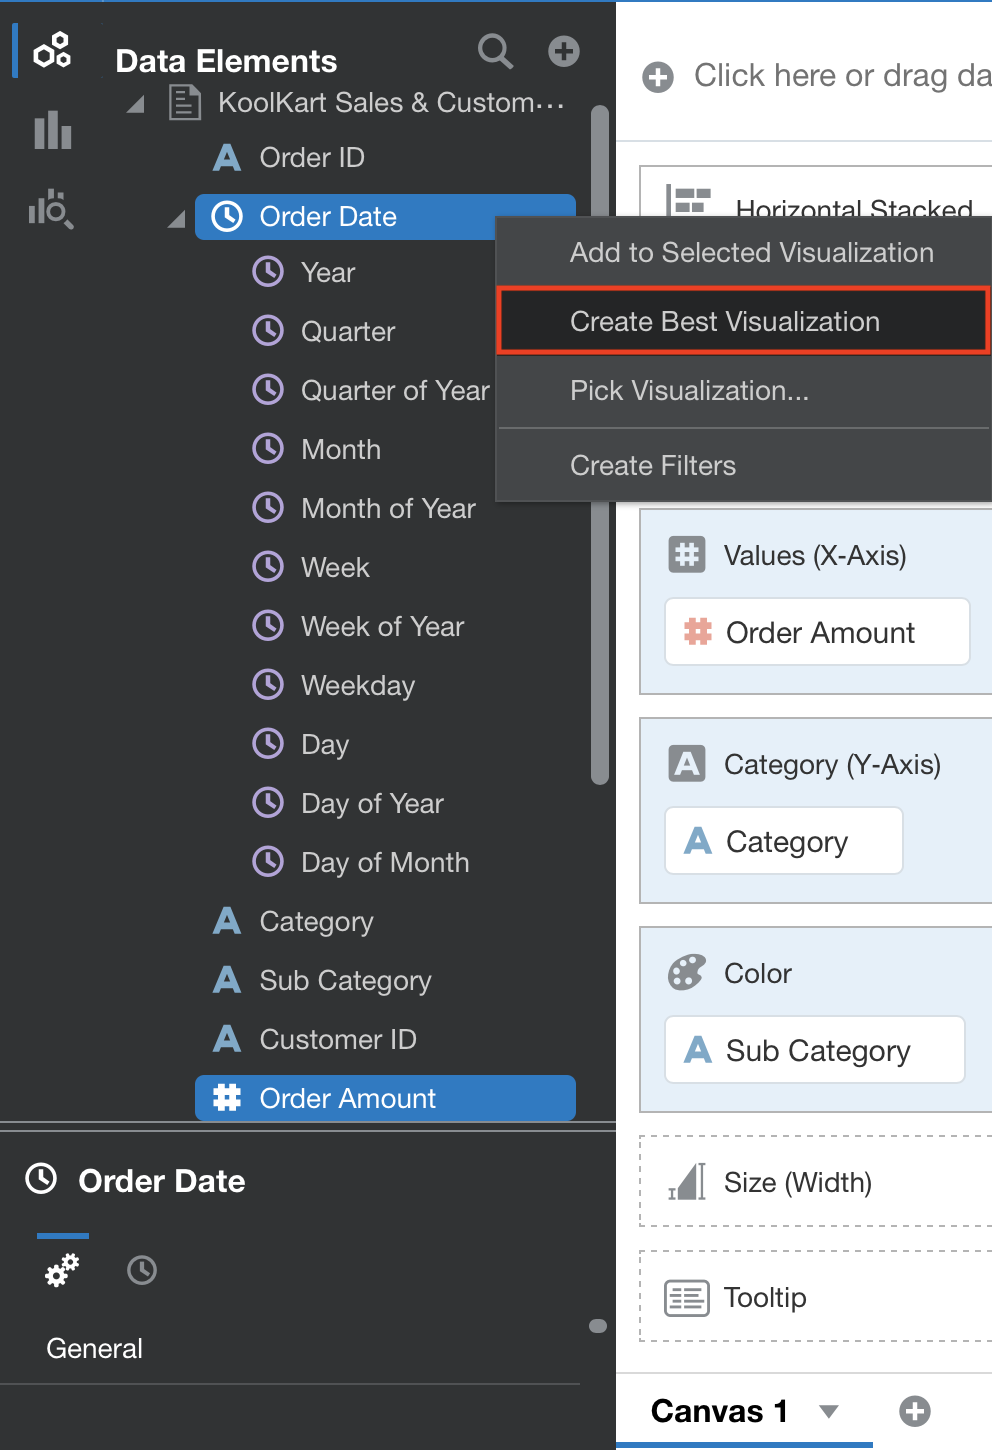 Data Elements
KoolKart Sales & Custom···
Order ID
Order Date
Year
Quarter
Quarter of Year
Month
Month of Year
Week
Week of Year
Weekday
Day
Day of Year
Day of Month
Category
Sub Category
Customer ID
Order Amount
Order Date
General
Click here or drag da
Horizontal Stacked
Add to Selected Visualization
Create Best Visualization
Pick Visualization...
Create Filters
Values (X-Axis)
Order Amount
Category (Y-Axis)
Category
Color
Sub Category
Size (Width)
Tooltip
Canvas 1